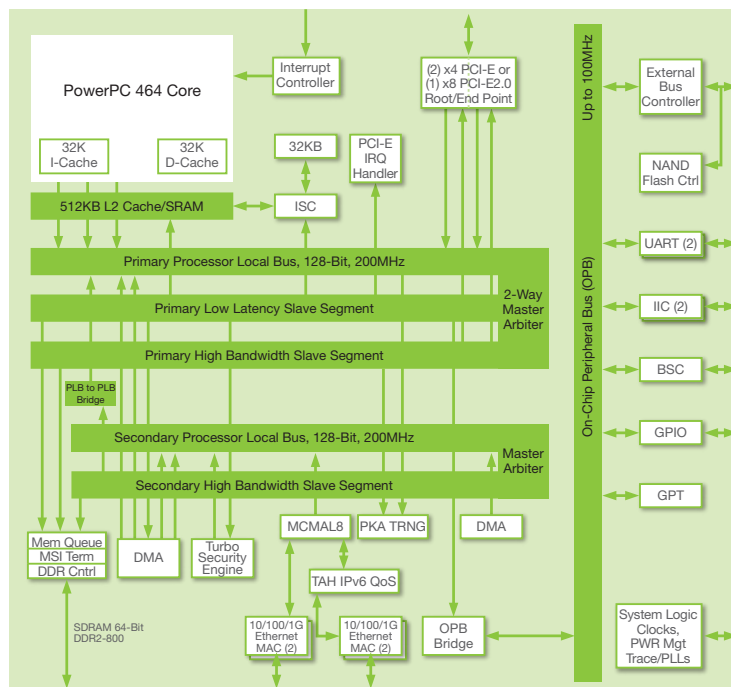 PowerPC 464 Core
32K
I-Cache
32K
D-Cache
512KB L2 Cache/SRAM
Interrupt
Controller
32KB
ISC
PCI-E
IRQ
Handler
(2) x4 PCI-E or
(1) x8 PCI-E2.0
Root/End Point
Primary Processor Local Bus, 128-Bit, 200MHz
Primary Low Latency Slave Segment
Primary High Bandwidth Slave Segment
2-Way
Master
Arbiter
PLB to PLB
Bridge
Secondary Processor Local Bus, 128-Bit, 200MHz
Secondary High Bandwidth Slave Segment
Master
Arbiter
Mem Queue
MSI Term
DDR Cntrl
DMA
Turbo
Security
Engine
MCMAL8
PKA TRNG
DMA
TAH IPv6 QoS
SDRAM 64-Bit
DDR2-800
10/100/1G
Ethernet
MAC (2)
10/100/1G
Ethernet
MAC (2)
OPB
Bridge
Up to 100MHz
On-Chip Peripheral Bus (OPB)
External
Bus
Controller
NAND
Flash Ctrl
UART (2)
IIC (2)
BSC
GPIO
GPT
System Logic
Clocks,
PWR Mgt
Trace/PLLs